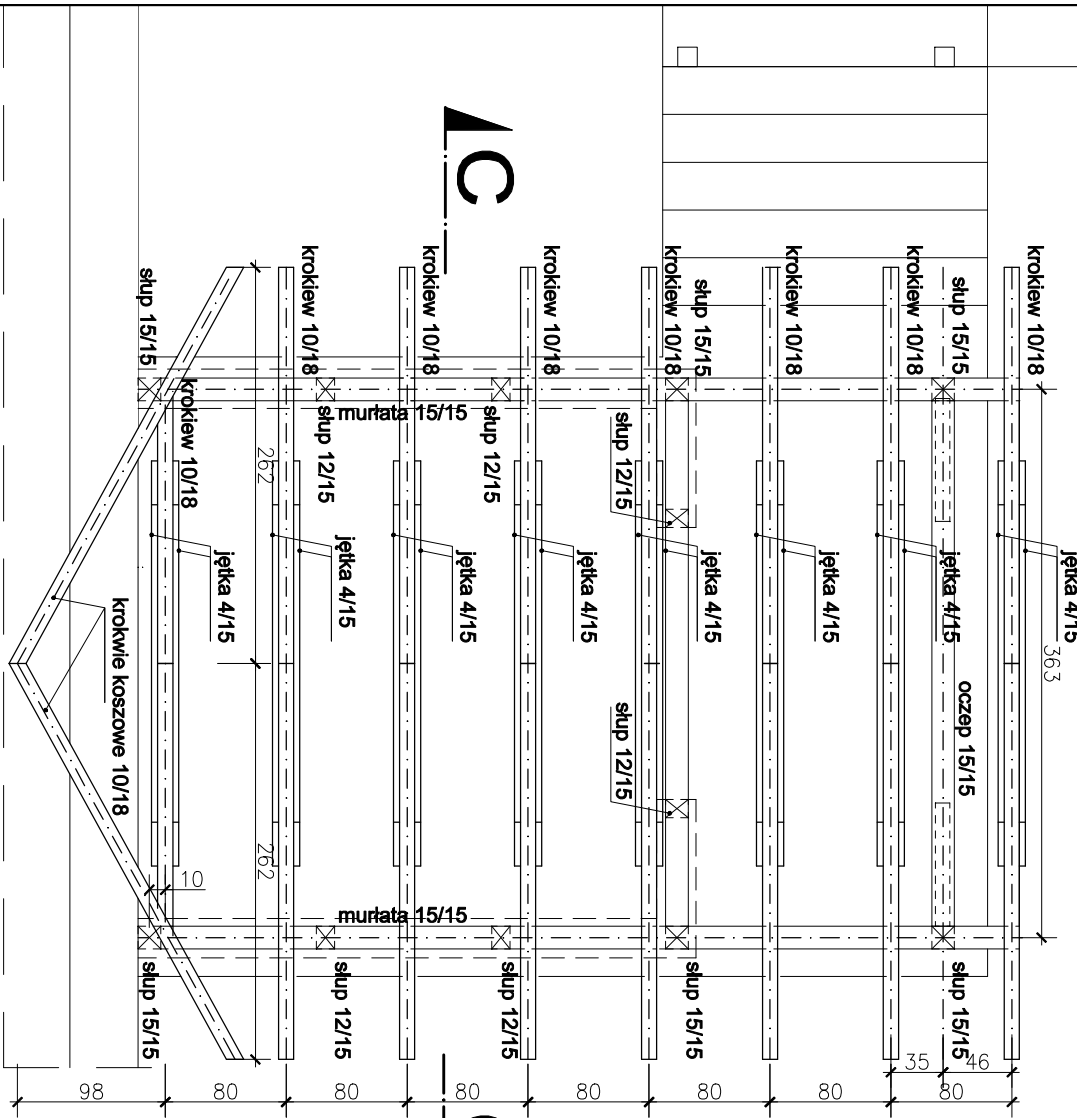 C
krokiew 10/18
krokiew 10/18
krokiew 10/18
krokiew 10/18
krokiew 10/18
krokiew 10/18
słup 15/15
słup 15/15
słup 15/15
krokiew 10/18
murłata 15/15
słup 12/15
słup 12/15
słup 12/15
262
jętka 4/15
jętka 4/15
jętka 4/15
jętka 4/15
jętka 4/15
jętka 4/15
jętka 4/15
jętka 4/15
363
krokwie koszowe 10/18
oczep 15/15
słup 12/15
262
10
murłata 15/15
słup 15/15
słup 12/15
słup 12/15
słup 15/15
słup 15/15
35
46
98
80
80
80
80
80
80
80